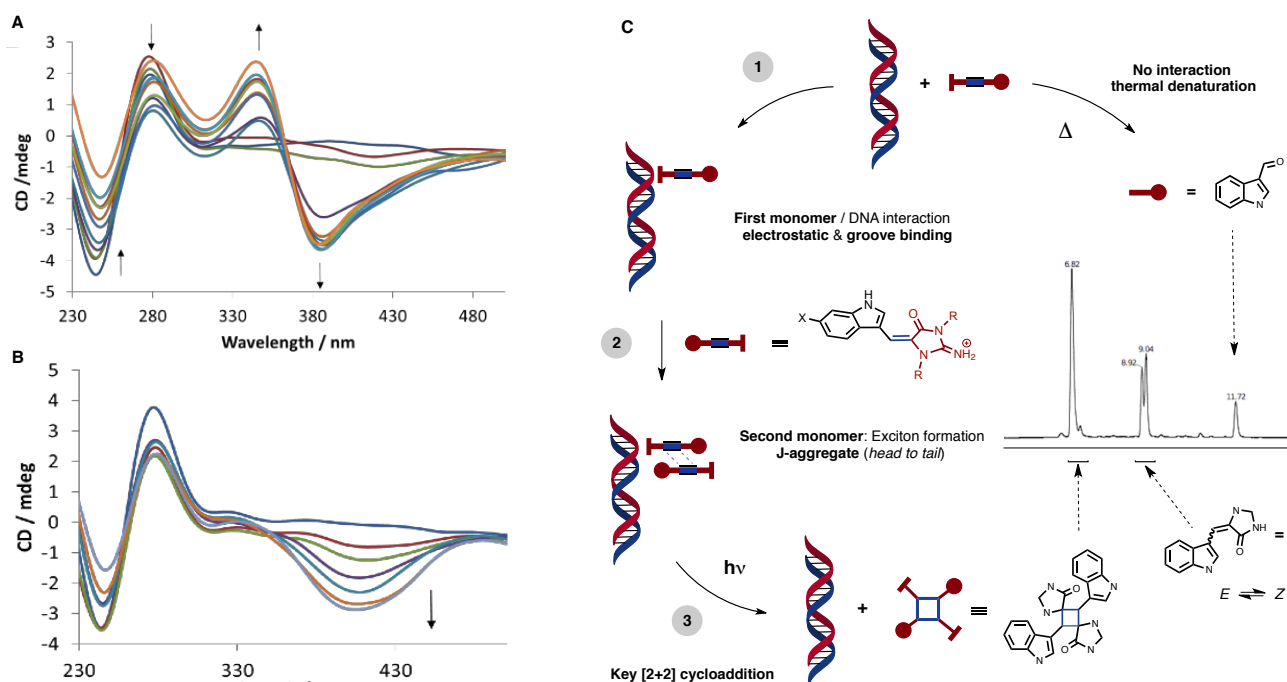 A
CD /mdeg
3
2
1
0
-1
-2
-3
-4
-5
230 280 330 380 430 480
Wavelength / nm
B
CD / mdeg
5
4
3
2
1
0
-1
-2
-3
-4
230 330 430
C
1
+
No interaction
thermal denaturation
Δ
First monomer / DNA interaction
electrostatic & groove binding
=
O
N
2
=
H
N
X
O
N
R
N
R
NH2
+
6.82
8.92
9.04
11.72
Second monomer: Exciton formation
J-aggregate (head to tail)
hν
3
Key [2+2] cycloaddition
+
≡
N
O
N
N
N
N
O
N
N
N
NH
O
N
=
E ⇌ Z